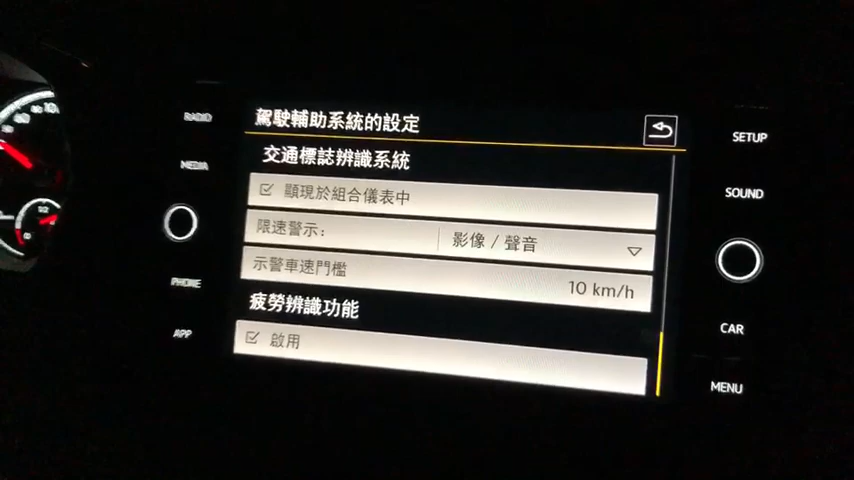 駕駛輔助系統的設定
交通標誌辨識系統
顯現於組合儀表中
限速警示: 影像 / 聲音
示警車速門檻 10 km/h
疲勞辨識功能
啟用
RADIO
MEDIA
PHONE
APP
SETUP
SOUND
CAR
MENU
1/2